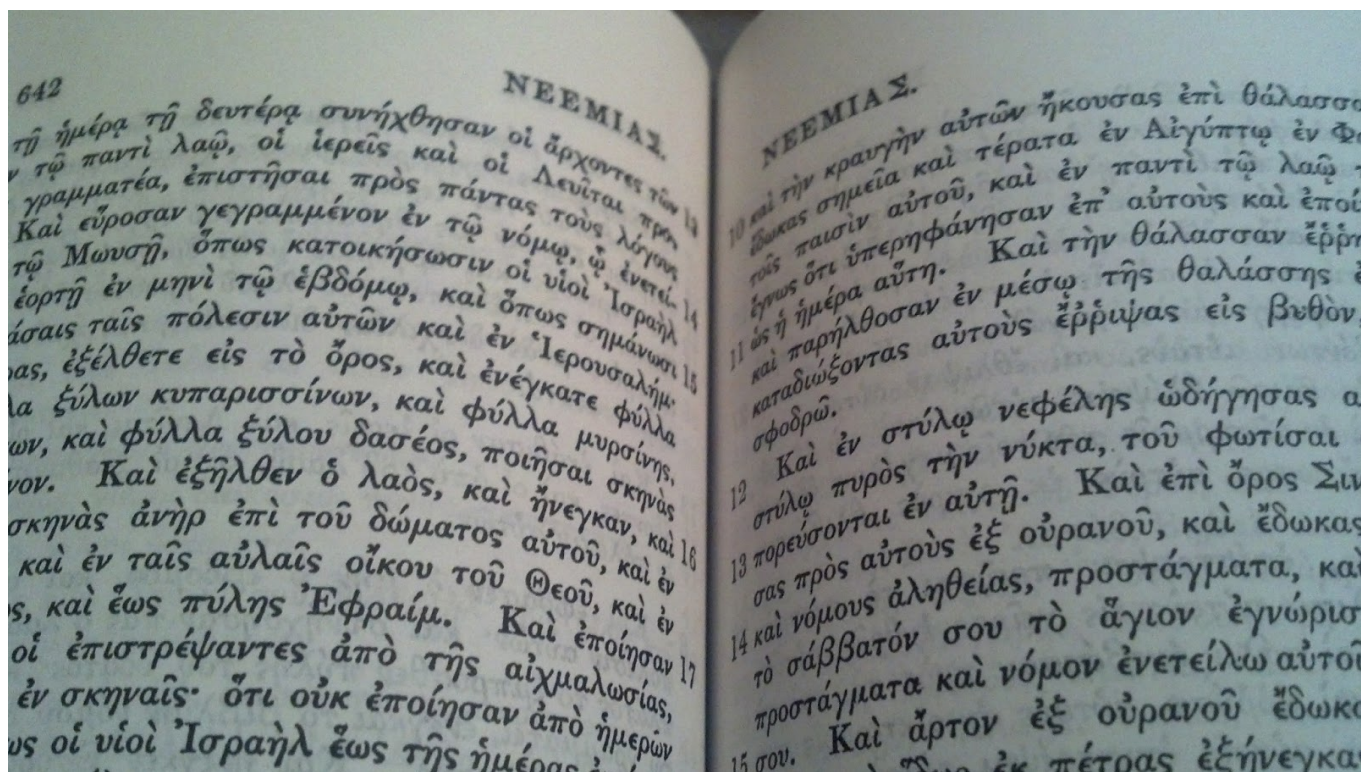 642
ΝΕΕΜΙΑΣ.
τῇ ἡμέρᾳ τῇ δευτέρᾳ συνήχθησαν οἱ ἄρχοντες τῶν 13
τῷ παντὶ λαῷ, οἱ ἱερεῖς καὶ οἱ Λευῖται πρὸς
γραμματέα, ἐπιστῆσαι πρὸς πάντας τοὺς λόγους
Καὶ εὕροσαν γεγραμμένον ἐν τῷ νόμῳ, ᾧ ἐνετεί- 14
τῷ Μωυσῇ, ὅπως κατοικήσωσιν οἱ υἱοὶ Ἰσραὴλ
ἑορτῇ ἐν μηνὶ τῷ ἑβδόμῳ, καὶ ὅπως σημάνωσι 15
ταῖς πόλεσιν αὐτῶν καὶ ἐν Ἱερουσαλήμ·
ἐξέλθετε εἰς τὸ ὄρος, καὶ ἐνέγκατε φύλλα
ξύλων κυπαρισσίνων, καὶ φύλλα μυρσίνης,
καὶ φύλλα ξύλου δασέος, ποιῆσαι σκηνὰς
Καὶ ἐξῆλθεν ὁ λαὸς, καὶ ἤνεγκαν, καὶ 16
σκηνὰς ἀνὴρ ἐπὶ τοῦ δώματος αὐτοῦ, καὶ ἐν
καὶ ἐν ταῖς αὐλαῖς οἴκου τοῦ Θεοῦ, καὶ ἐν
καὶ ἕως πύλης Ἐφραίμ. Καὶ ἐποίησαν 17
οἱ ἐπιστρέψαντες ἀπὸ τῆς αἰχμαλωσίας,
ἐν σκηναῖς· ὅτι οὐκ ἐποίησαν ἀπὸ ἡμερῶν
οἱ υἱοὶ Ἰσραὴλ ἕως τῆς ἡμέρας
ΝΕΕΜΙΑΣ.
10 καὶ τὴν κραυγὴν αὐτῶν ἤκουσας ἐπὶ θάλασσα
ἔδωκας σημεῖα καὶ τέρατα ἐν Αἰγύπτῳ ἐν
τοῖς παισὶν αὐτοῦ, καὶ ἐν παντὶ τῷ λαῷ
ἔγνως ὅτι ὑπερηφάνησαν ἐπ' αὐτοὺς καὶ ἐποί
11 ὡς ἡ ἡμέρα αὕτη. Καὶ τὴν θάλασσαν ἔῤῥη
καὶ παρήλθοσαν ἐν μέσῳ τῆς θαλάσσης
καταδιώξοντας αὐτοὺς ἔῤῥιψας εἰς βυθὸν,
σφοδρῷ.
12 Καὶ ἐν στύλῳ νεφέλης ὡδήγησας
στύλῳ πυρὸς τὴν νύκτα, τοῦ φωτίσαι
13 πορεύσονται ἐν αὐτῇ. Καὶ ἐπὶ ὄρος Σιν
σας πρὸς αὐτοὺς ἐξ οὐρανοῦ, καὶ ἔδωκας
14 καὶ νόμους ἀληθείας, προστάγματα, καὶ
τὸ σάββατόν σου τὸ ἅγιον ἐγνώρισ
προστάγματα καὶ νόμον ἐνετείλω αὐτοῖ
15 σου. Καὶ ἄρτον ἐξ οὐρανοῦ ἔδωκα
ἐκ πέτρας ἐξήνεγκα